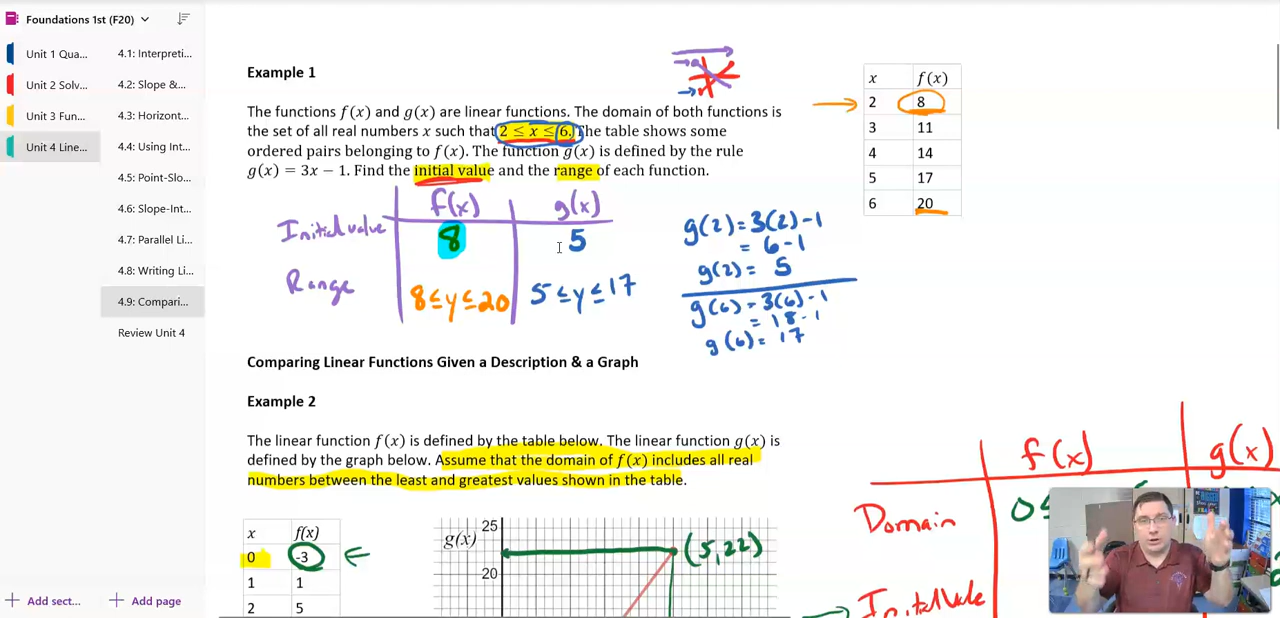 Foundations 1st (F20)
Unit 1 Qua...
Unit 2 Solv...
Unit 3 Fun...
Unit 4 Line...
4.1: Interpreti...
4.2: Slope &...
4.3: Horizont...
4.4: Using Int...
4.5: Point-Slo...
4.6: Slope-Int...
4.7: Parallel Li...
4.8: Writing Li...
4.9: Compari...
Review Unit 4
+ Add sect...
+ Add page
Example 1
The functions f(x) and g(x) are linear functions. The domain of both functions is
the set of all real numbers x such that 2 ≤ x ≤ 6. The table shows some
ordered pairs belonging to f(x). The function g(x) is defined by the rule
g(x) = 3x − 1. Find the initial value and the range of each function.
x f(x)
2 8
3 11
4 14
5 17
6 20
f(x) g(x)
Initial value 8 5
Range 8 ≤ y ≤ 20 5 ≤ y ≤ 17
g(2) = 3(2) - 1
= 6 - 1
g(2) = 5
g(6) = 3(6) - 1
= 18 - 1
g(6) = 17
Comparing Linear Functions Given a Description & a Graph
Example 2
The linear function f(x) is defined by the table below. The linear function g(x) is
defined by the graph below. Assume that the domain of f(x) includes all real
numbers between the least and greatest values shown in the table.
x f(x)
0 -3
1 1
2 5
g(x)
25
20
(5,22)
f(x) g(x)
Domain 0 ≤